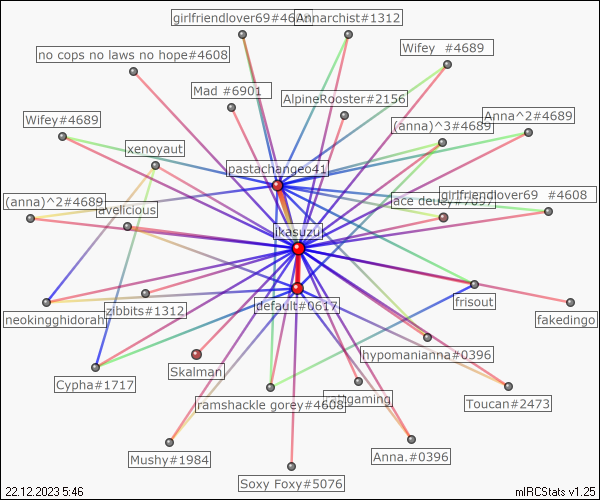 girlfriendlover69#4608
Annarchist#1312
Wifey #4689
no cops no laws no hope#4608
Mad #6901
AlpineRooster#2156
Anna^2#4689
Wifey#4689
(anna)^3#4689
xenoyaut
pastachange641
(anna)^2#4689
avelicious
ace deucy
girlfriendlover69 #4608
ikasuzu
neokingghidorah
zibbits#1312
default#0617
frisout
fakedingo
Skalman
hypomanianna#0396
Cypha#1717
ramshackle gorey#4608
gaming
Toucan#2473
Mushy#1984
Anna.#0396
Soxy Foxy#5076
22.12.2023 5:46
mIRCStats v1.25